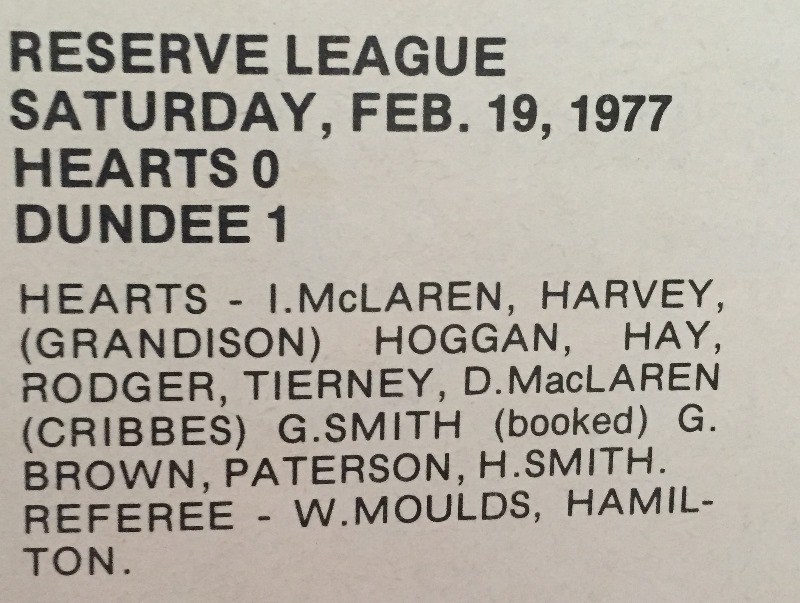 RESERVE LEAGUE
SATURDAY, FEB. 19, 1977
HEARTS 0
DUNDEE 1
HEARTS - I.McLAREN, HARVEY,
(GRANDISON) HOGGAN, HAY,
RODGER, TIERNEY, D.MacLAREN
(CRIBBES) G.SMITH (booked) G.
BROWN, PATERSON, H.SMITH.
REFEREE - W.MOULDS, HAMIL-
TON.